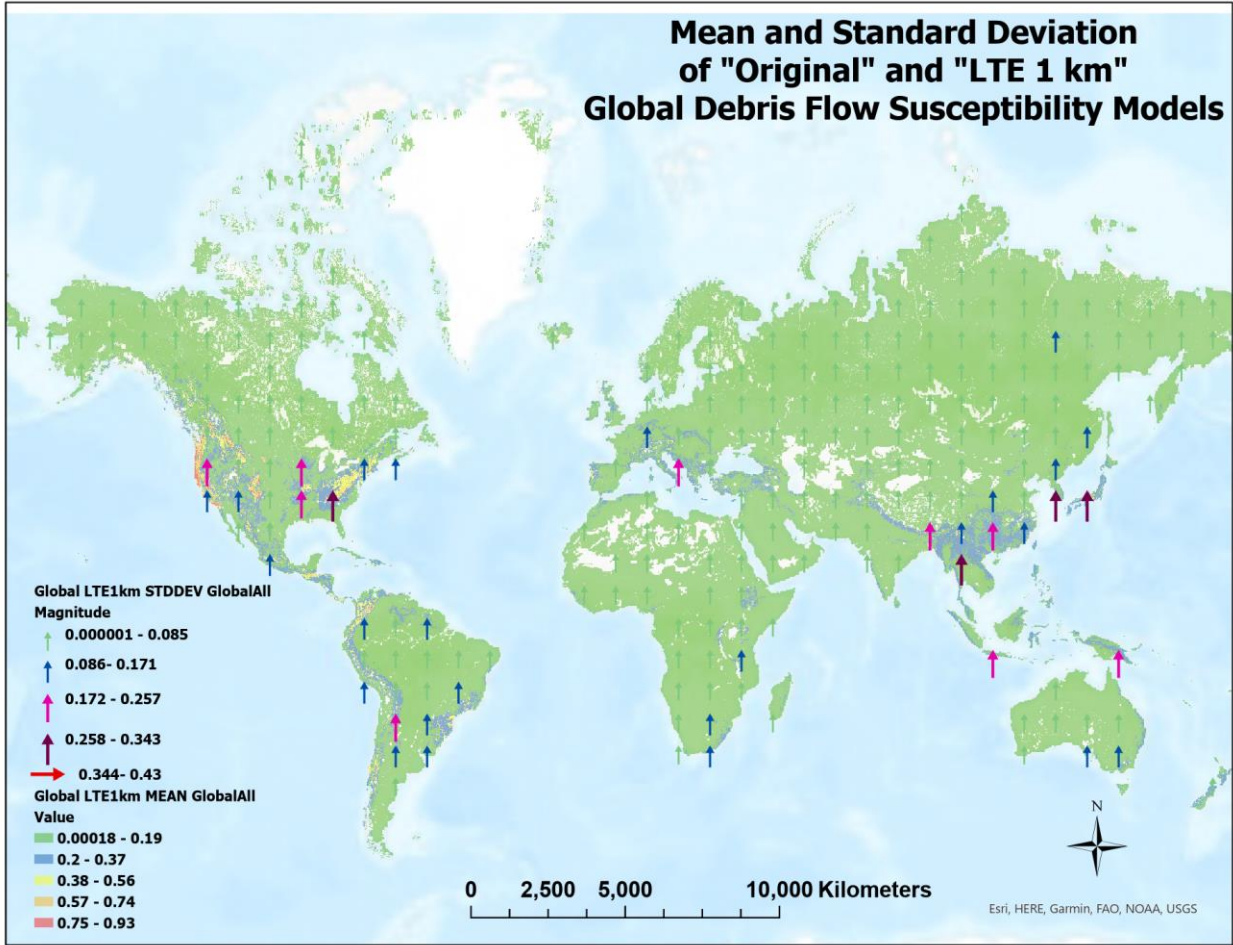 Mean and Standard Deviation
of "Original" and "LTE 1 km"
Global Debris Flow Susceptibility Models
Global LTE1km STDDEV GlobalAll
Magnitude
0.000001 - 0.085
0.086- 0.171
0.172 - 0.257
0.258 - 0.343
0.344- 0.43
Global LTE1km MEAN GlobalAll
Value
0.00018 - 0.19
0.2 - 0.37
0.38 - 0.56
0.57 - 0.74
0.75 - 0.93
N
0 2,500 5,000 10,000 Kilometers
Esri, HERE, Garmin, FAO, NOAA, USGS